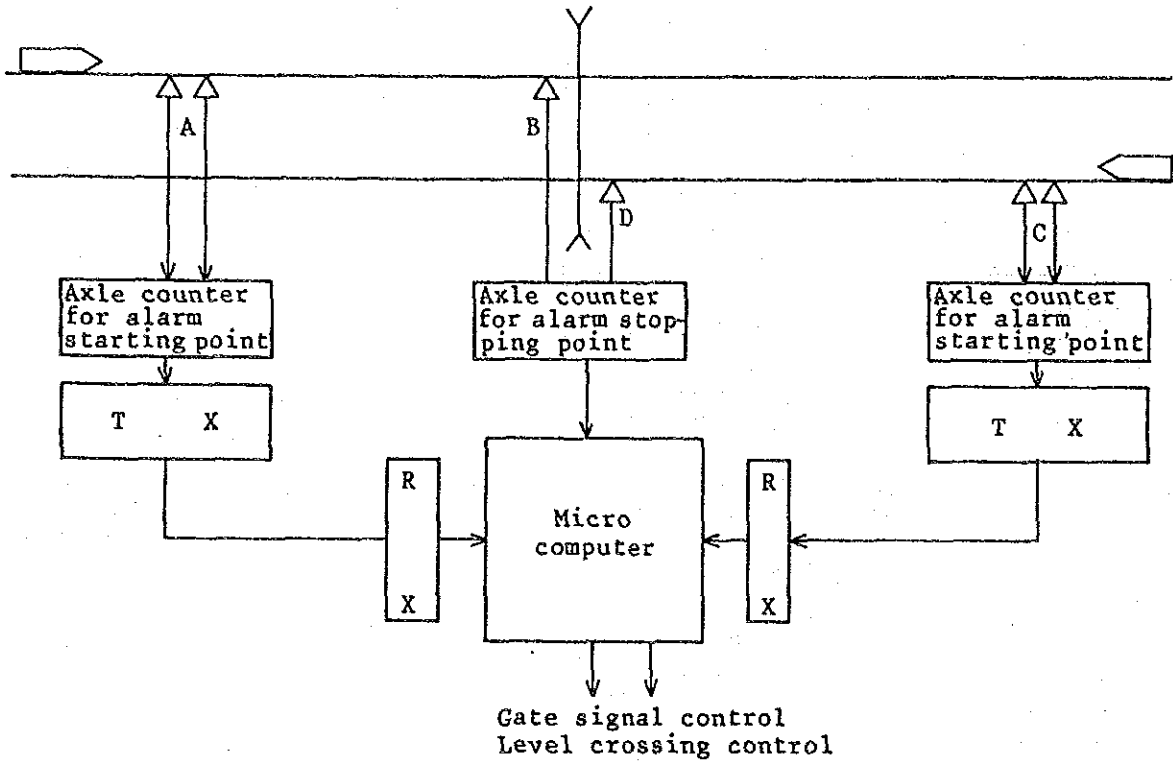 A
B
D
C
Axle counter
for alarm
starting point
Axle counter
for alarm stop-
ping point
Axle counter
for alarm
starting point
T X
T X
R
X
Micro
computer
R
X
Gate signal control
Level crossing control